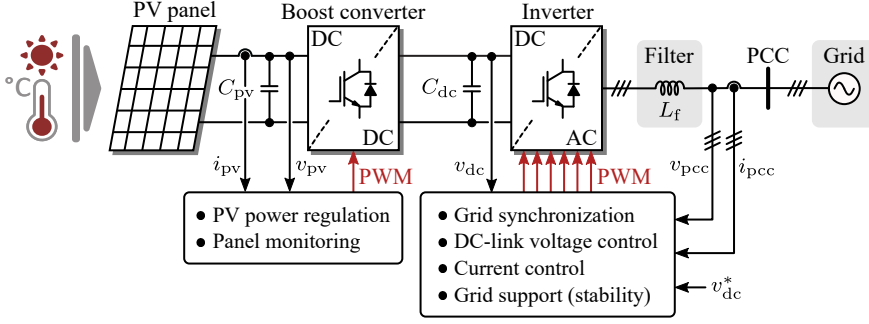 PV panel
Boost converter
Inverter
DC
DC
Filter
PCC
Grid
°C
C_pv
C_dc
L_f
DC
AC
i_pv
v_pv
PWM
v_dc
PWM
v_pcc
i_pcc
● PV power regulation
● Panel monitoring
● Grid synchronization
● DC-link voltage control
● Current control
● Grid support (stability)
v*_dc